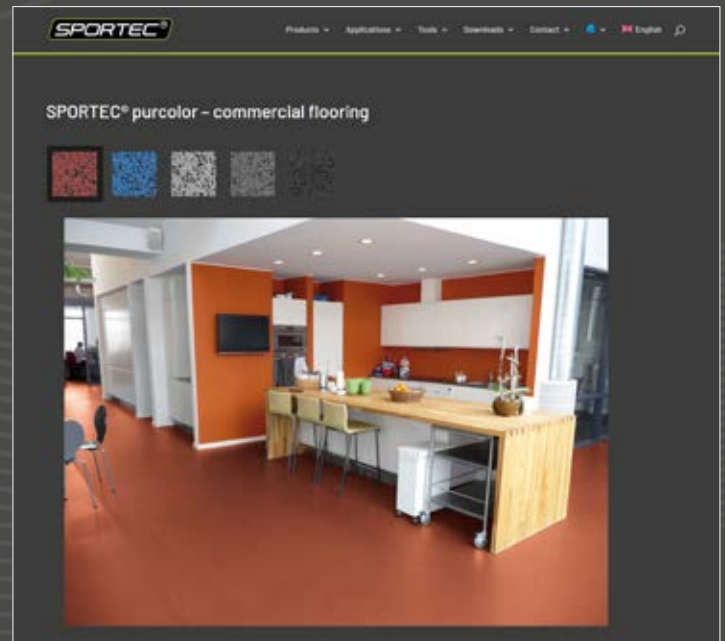 SPORTEC®
Products Applications Tools Downloads Contact English
SPORTEC® purcolor – commercial flooring